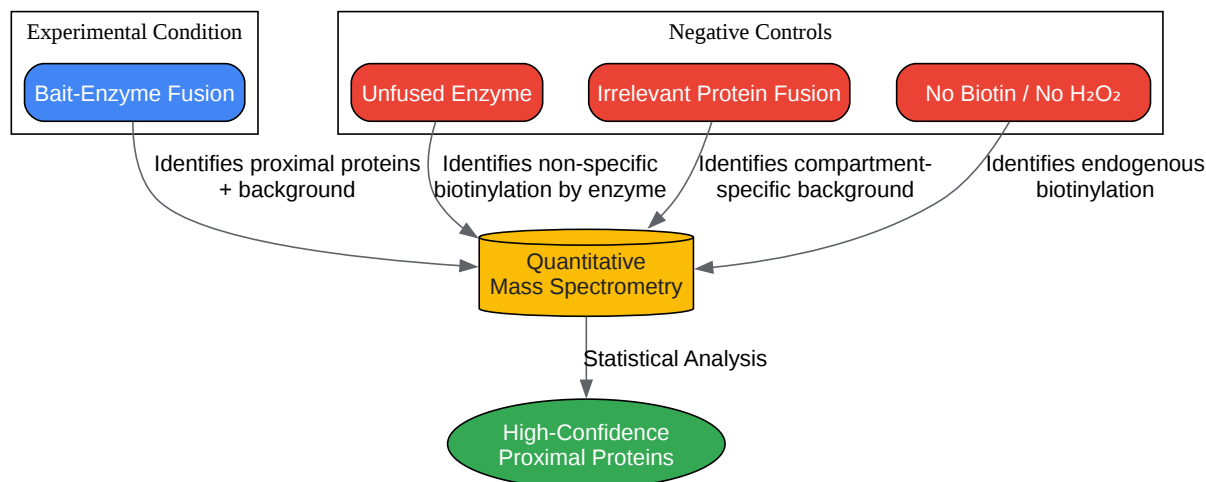 Experimental Condition
Negative Controls
Bait-Enzyme Fusion
Unfused Enzyme
Irrelevant Protein Fusion
No Biotin / No H₂O₂
Identifies proximal proteins
+ background
Identifies non-specific
biotinylation by enzyme
Identifies compartment-
specific background
Identifies endogenous
biotinylation
Quantitative
Mass Spectrometry
Statistical Analysis
High-Confidence
Proximal Proteins